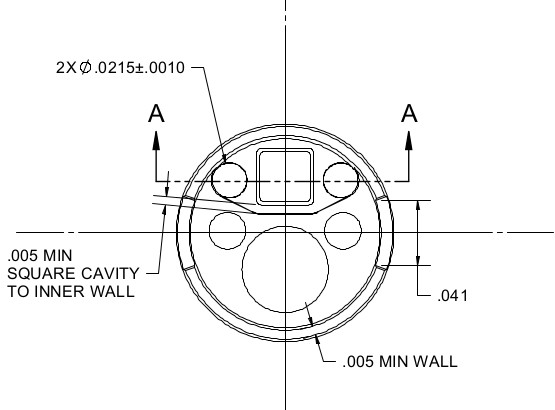 2X Ø .0215±.0010
A
A
.005 MIN
SQUARE CAVITY
TO INNER WALL
.041
.005 MIN WALL